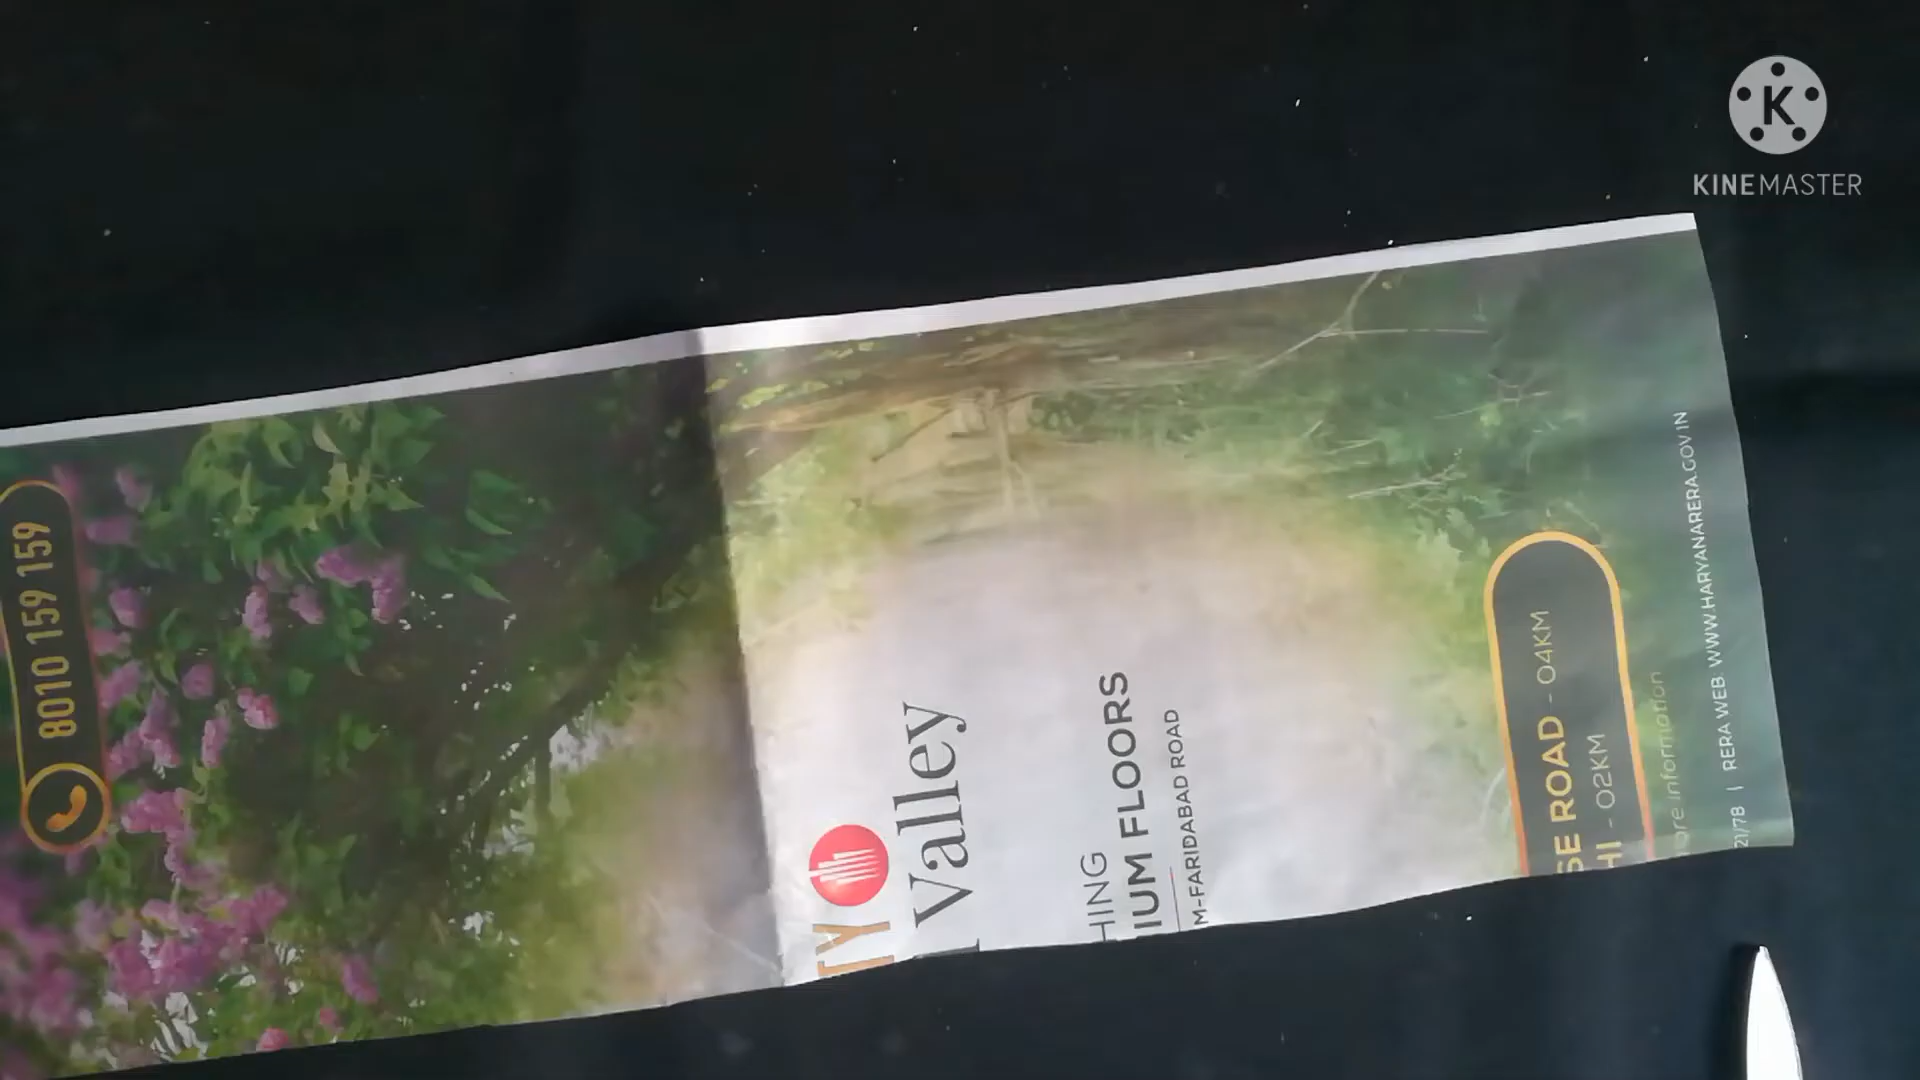 KINEMASTER
8010 159 159
TY
Valley
HING
IUM FLOORS
M-FARIDABAD ROAD
SE ROAD - 04KM
HI - 02KM
ore Information
21/78 | RERA WEB WWW.HARYANARERA.GOV.IN